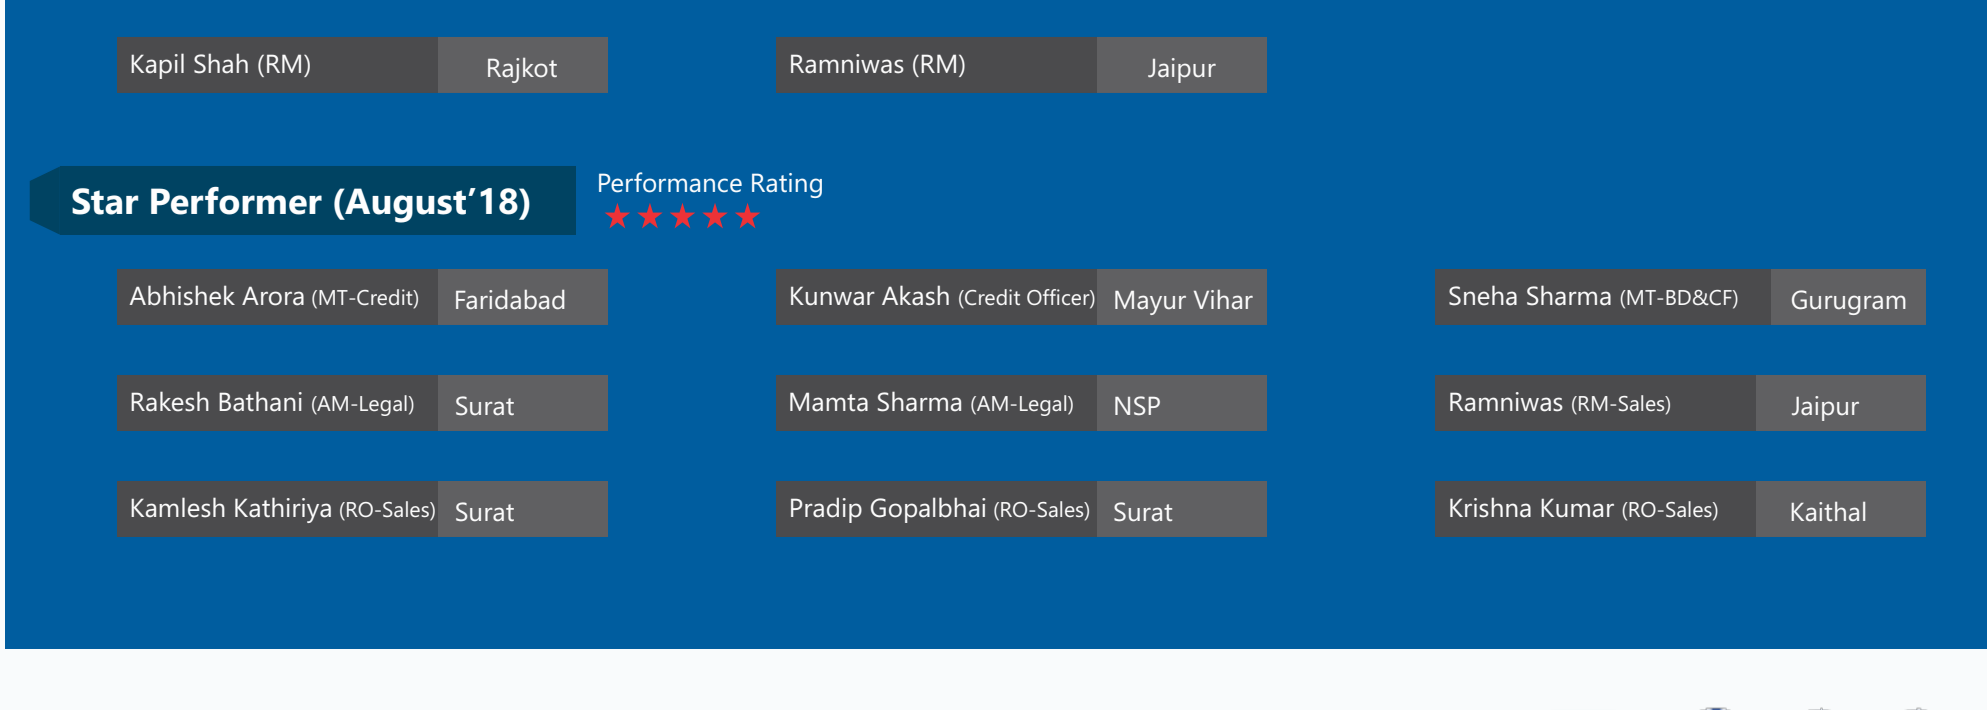 Kapil Shah (RM) Rajkot Ramniwas (RM) Jaipur
Star Performer (August’18) Performance Rating
Abhishek Arora (MT-Credit) Faridabad Kunwar Akash (Credit Officer) Mayur Vihar Sneha Sharma (MT-BD&CF) Gurugram
Rakesh Bathani (AM-Legal) Surat Mamta Sharma (AM-Legal) NSP Ramniwas (RM-Sales) Jaipur
Kamlesh Kathiriya (RO-Sales) Surat Pradip Gopalbhai (RO-Sales) Surat Krishna Kumar (RO-Sales) Kaithal